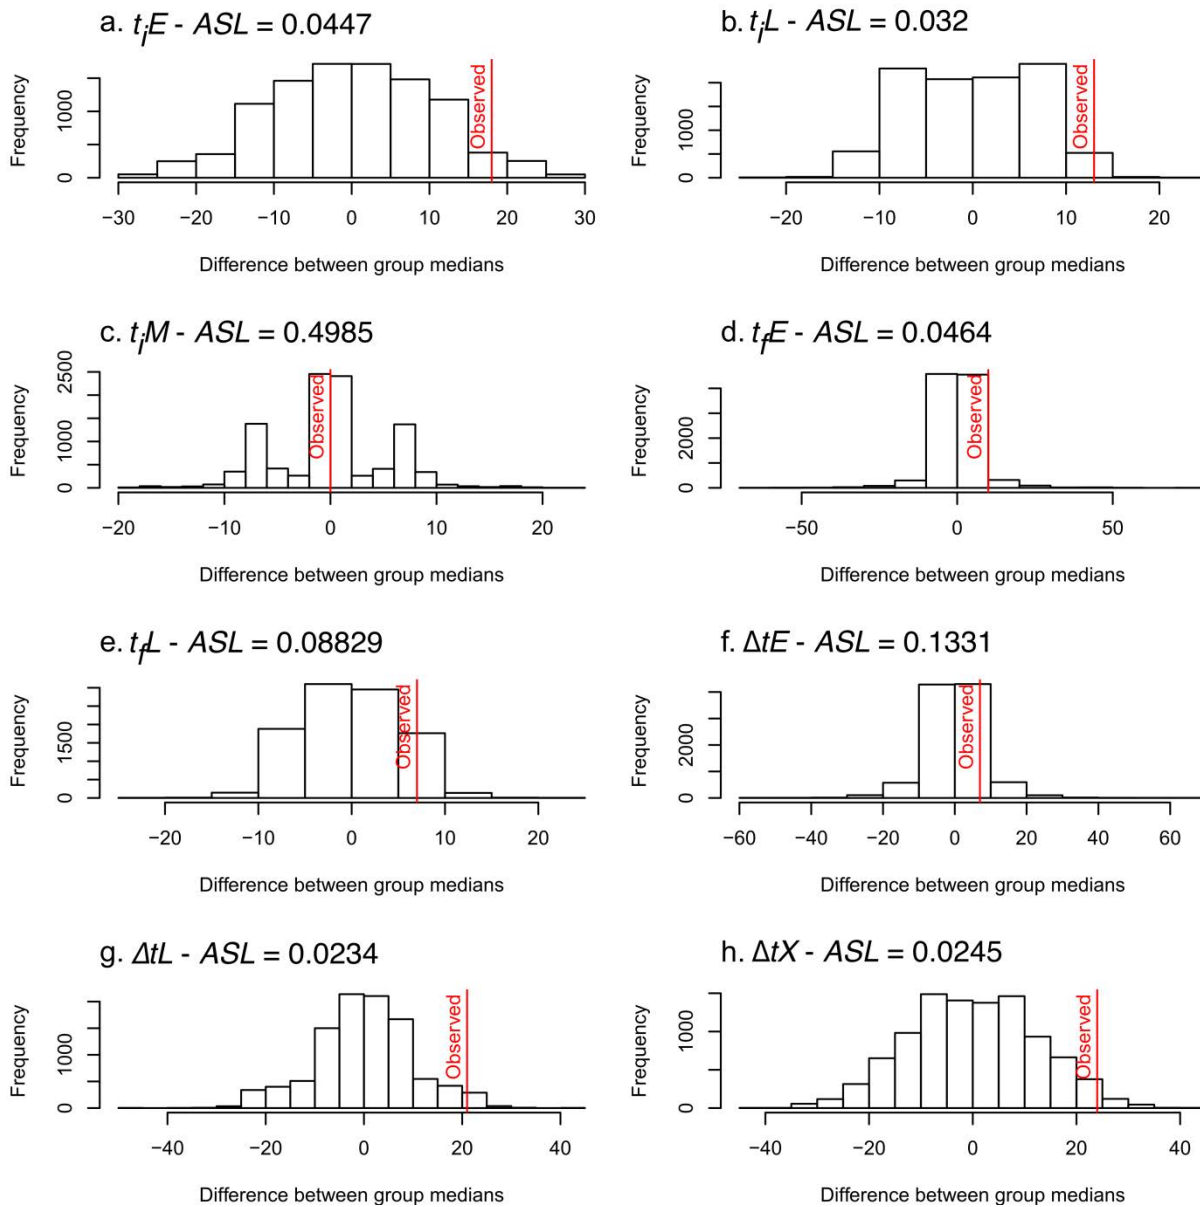 a. tᵢE - ASL = 0.0447
Frequency
0 1000
Observed
−30 −20 −10 0 10 20 30
Difference between group medians
b. tᵢL - ASL = 0.032
Frequency
0 1000
Observed
−20 −10 0 10 20
Difference between group medians
c. tᵢM - ASL = 0.4985
Frequency
0 1000 2500
Observed
−20 −10 0 10 20
Difference between group medians
d. t_fE - ASL = 0.0464
Frequency
0 2000
Observed
−50 0 50
Difference between group medians
e. t_fL - ASL = 0.08829
Frequency
0 1500
Observed
−20 −10 0 10 20
Difference between group medians
f. ΔtE - ASL = 0.1331
Frequency
0 2000
Observed
−60 −40 −20 0 20 40 60
Difference between group medians
g. ΔtL - ASL = 0.0234
Frequency
0 1000
Observed
−40 −20 0 20 40
Difference between group medians
h. ΔtX - ASL = 0.0245
Frequency
0 1000
Observed
−40 −20 0 20 40
Difference between group medians